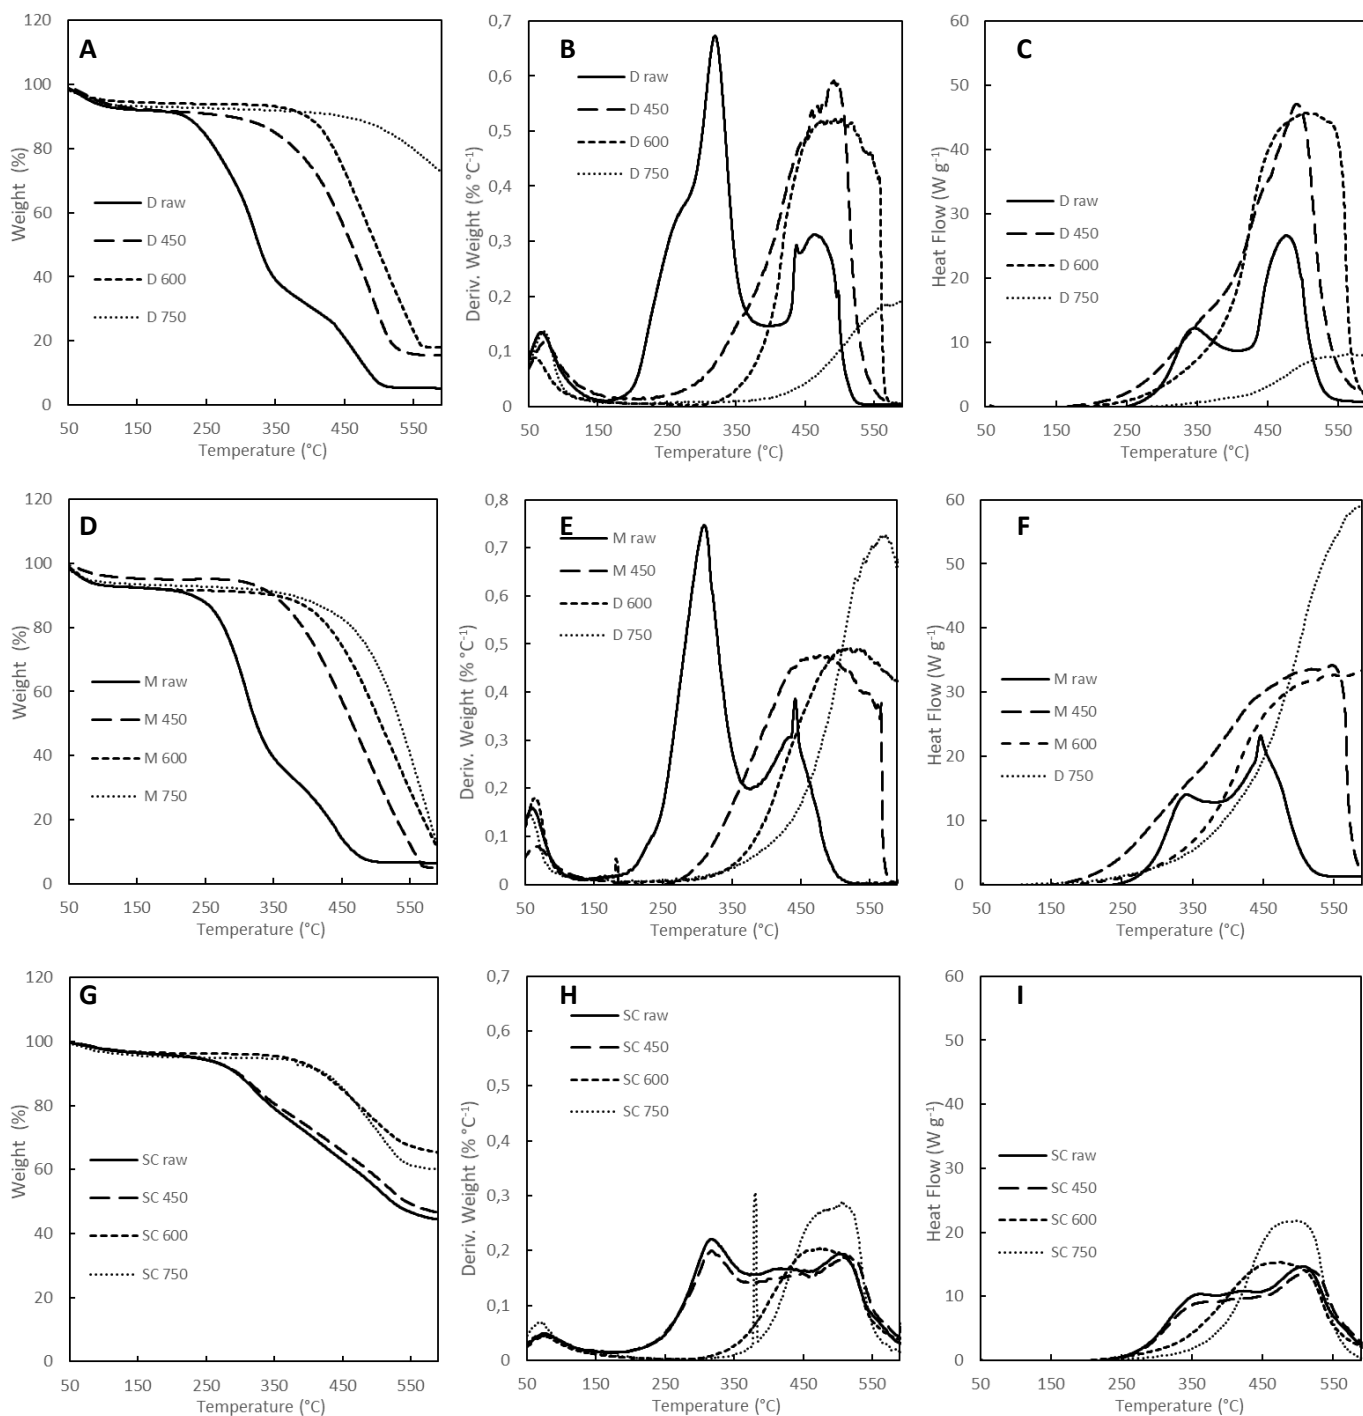 A
Weight (%)
120
100
80
60
40
20
0
D raw
D 450
D 600
D 750
50 150 250 350 450 550
Temperature (°C)
B
Deriv. Weight (% °C⁻¹)
0,7
0,6
0,5
0,4
0,3
0,2
0,1
0
D raw
D 450
D 600
D 750
50 150 250 350 450 550
Temperature (°C)
C
Heat Flow (W g⁻¹)
60
50
40
30
20
10
0
D raw
D 450
D 600
D 750
50 150 250 350 450 550
Temperature (°C)
D
Weight (%)
120
100
80
60
40
20
0
M raw
M 450
M 600
M 750
50 150 250 350 450 550
Temperature (°C)
E
Deriv. Weight (% °C⁻¹)
0,8
0,7
0,6
0,5
0,4
0,3
0,2
0,1
0
M raw
M 450
D 600
D 750
50 150 250 350 450 550
Temperature (°C)
F
Heat Flow (W g⁻¹)
60
50
40
30
20
10
0
M raw
M 450
M 600
D 750
50 150 250 350 450 550
Temperature (°C)
G
Weight (%)
120
100
80
60
40
20
0
SC raw
SC 450
SC 600
SC 750
50 150 250 350 450 550
Temperature (°C)
H
Deriv. Weight (% °C⁻¹)
0,7
0,6
0,5
0,4
0,3
0,2
0,1
0
SC raw
SC 450
SC 600
SC 750
50 150 250 350 450 550
Temperature (°C)
I
Heat Flow (W g⁻¹)
60
50
40
30
20
10
0
SC raw
SC 450
SC 600
SC 750
50 150 250 350 450 550
Temperature (°C)